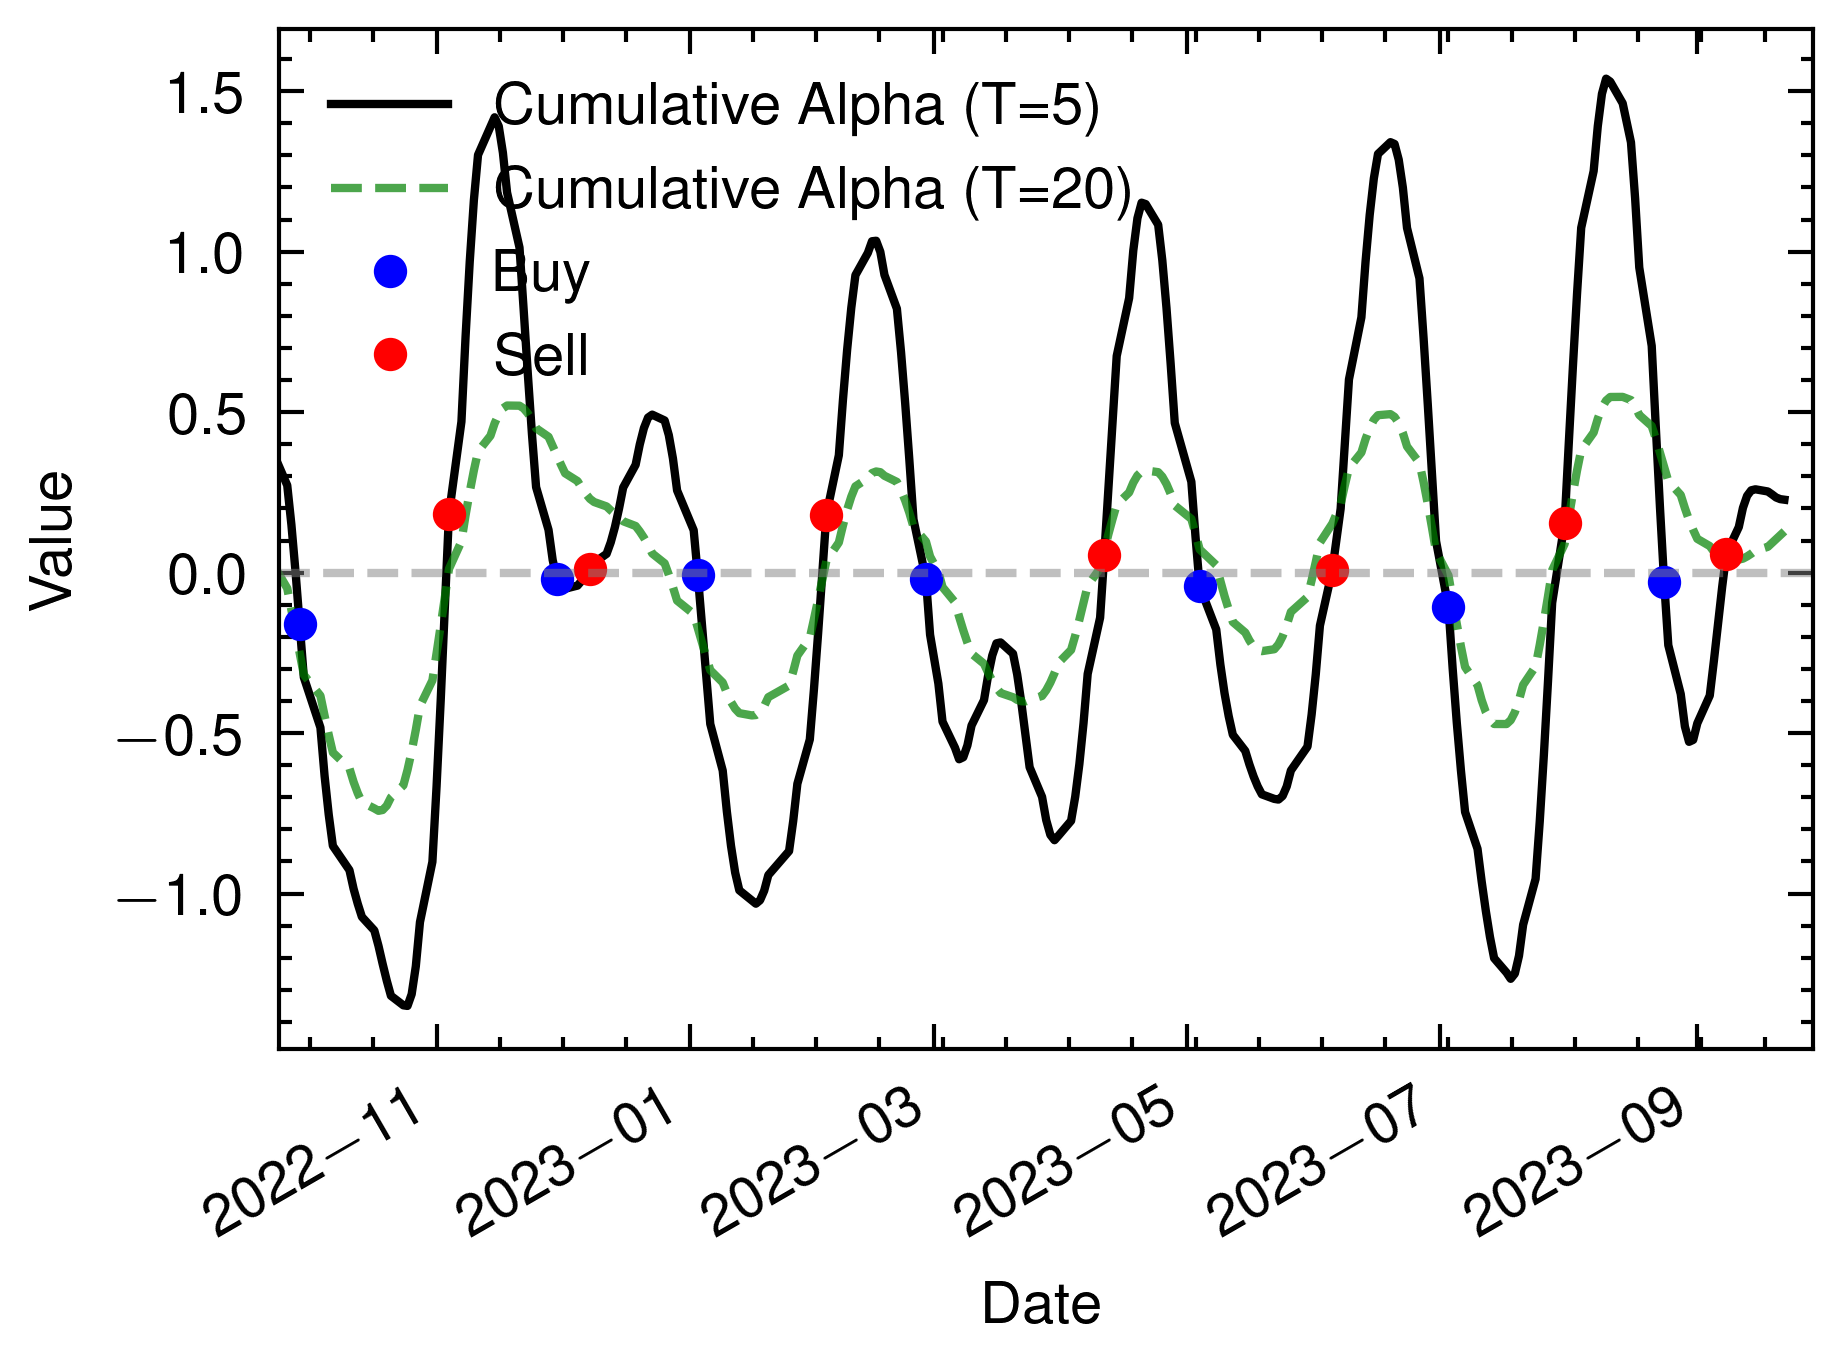 Cumulative Alpha (T=5)
Cumulative Alpha (T=20)
Buy
Sell
1.5
1.0
0.5
0.0
−0.5
−1.0
Value
2022−11
2023−01
2023−03
2023−05
2023−07
2023−09
Date